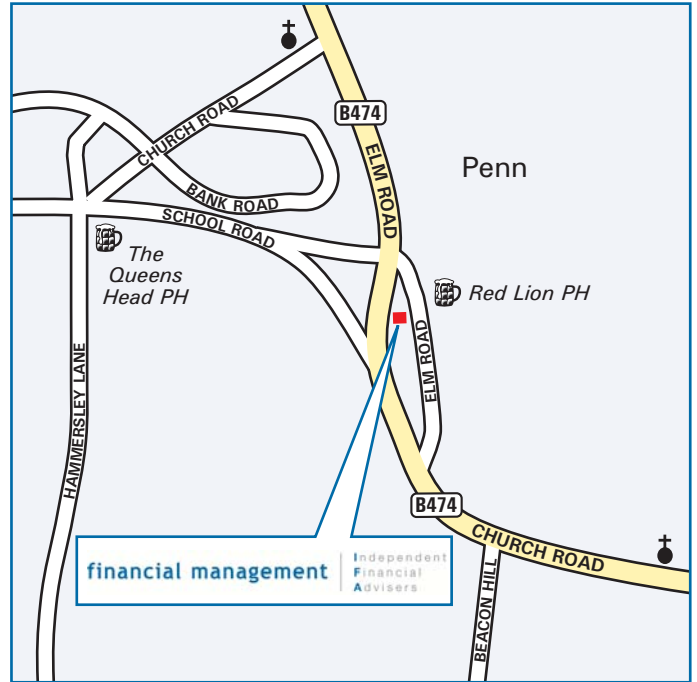 B474
ELM ROAD
CHURCH ROAD
Penn
BANK ROAD
SCHOOL ROAD
The
Queens
Head PH
Red Lion PH
ELM ROAD
HAMMERSLEY LANE
B474
CHURCH ROAD
BEACON HILL
financial management
Independent
Financial
Advisers